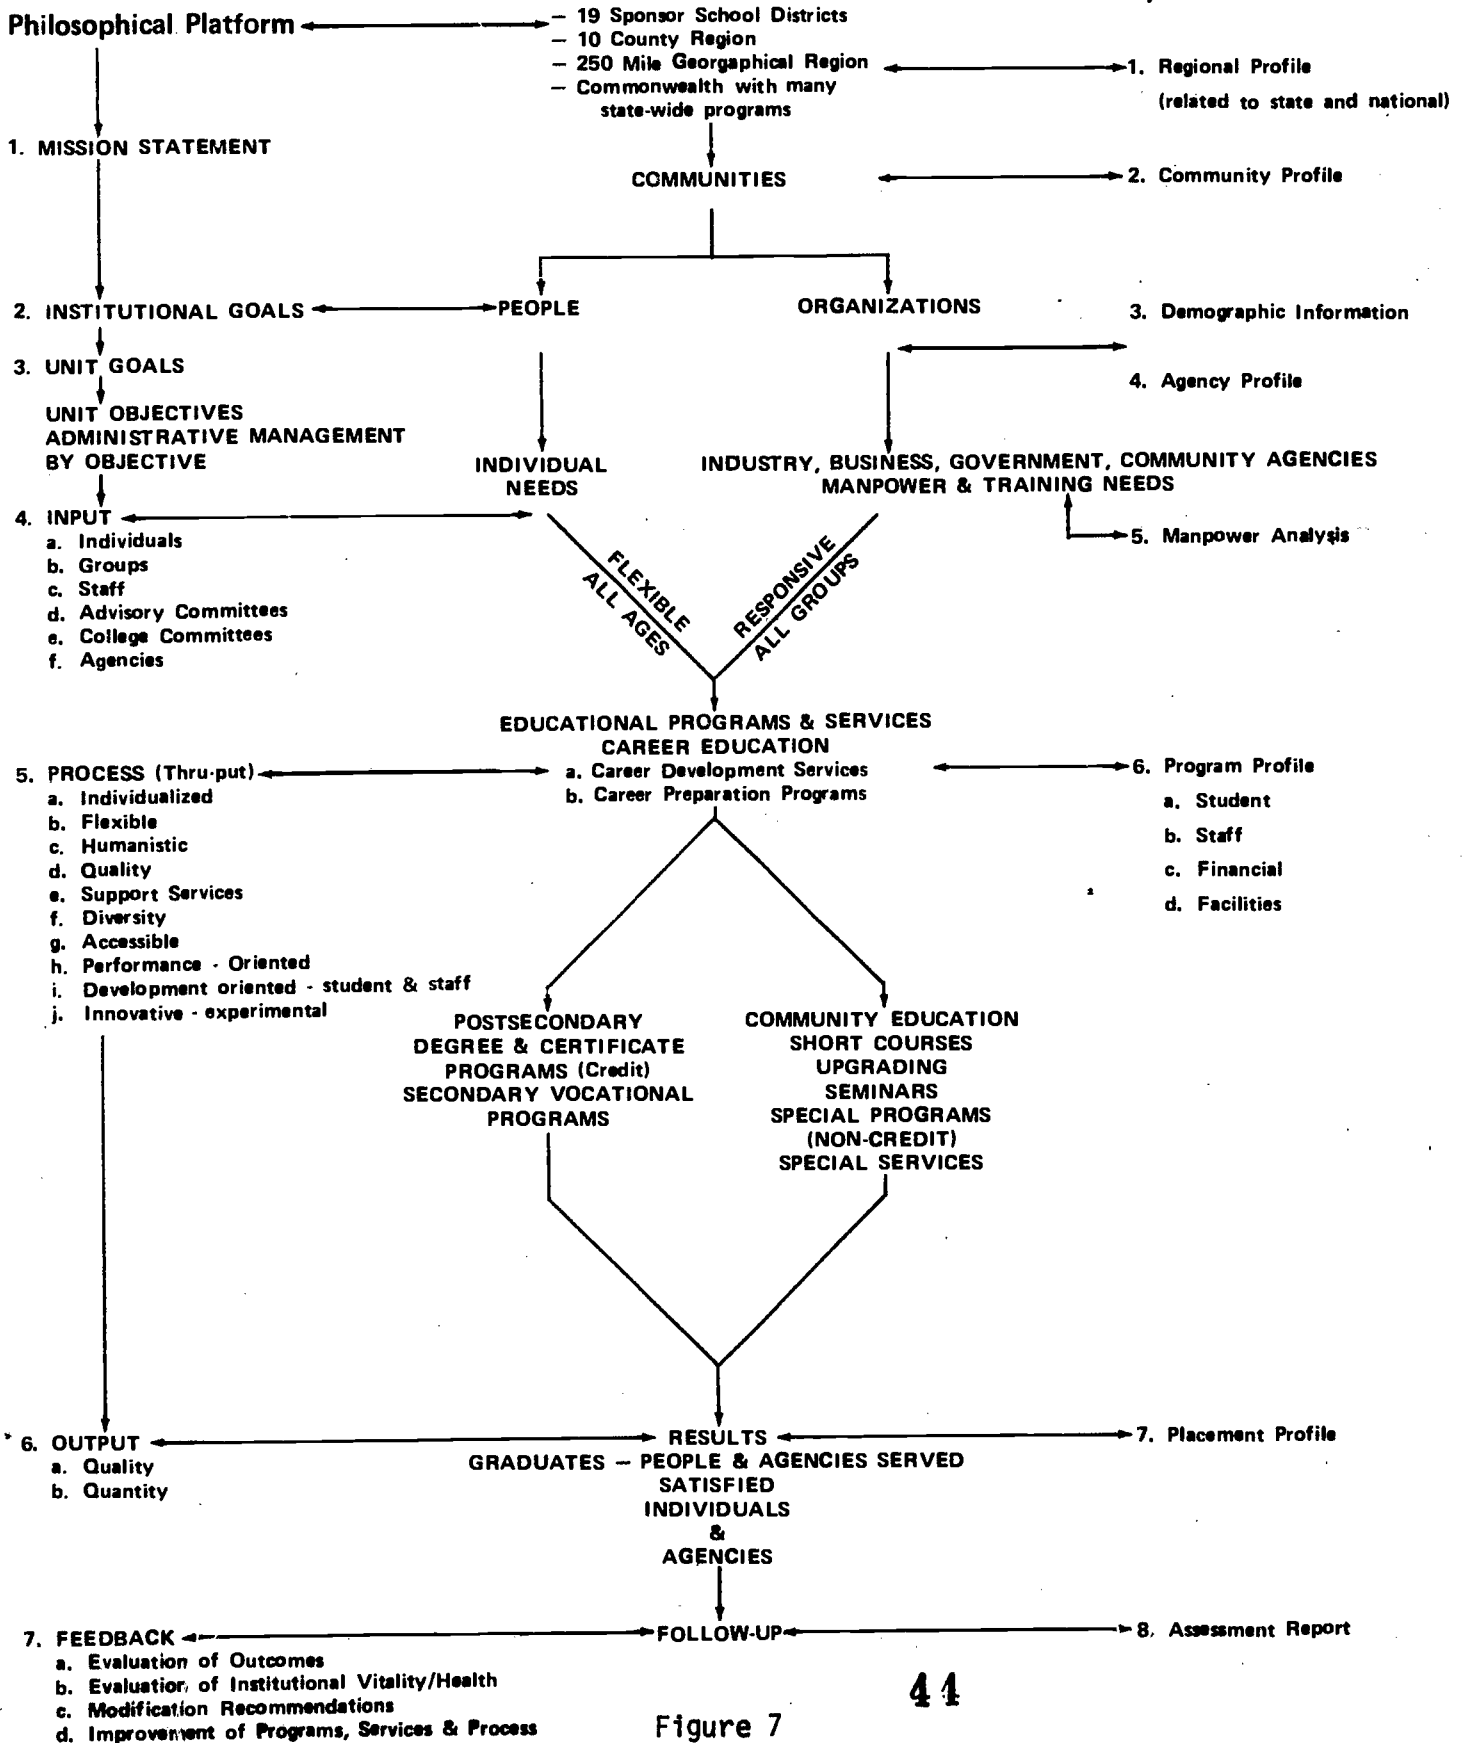 Philosophical Platform
– 19 Sponsor School Districts
– 10 County Region
– 250 Mile Georgaphical Region
– Commonwealth with many
state-wide programs
1. Regional Profile
(related to state and national)
1. MISSION STATEMENT
COMMUNITIES
2. Community Profile
2. INSTITUTIONAL GOALS
PEOPLE
ORGANIZATIONS
3. Demographic Information
3. UNIT GOALS
4. Agency Profile
UNIT OBJECTIVES
ADMINISTRATIVE MANAGEMENT
BY OBJECTIVE
INDIVIDUAL
NEEDS
INDUSTRY, BUSINESS, GOVERNMENT, COMMUNITY AGENCIES
MANPOWER & TRAINING NEEDS
4. INPUT
a. Individuals
b. Groups
c. Staff
d. Advisory Committees
e. College Committees
f. Agencies
5. Manpower Analysis
FLEXIBLE
ALL AGES
RESPONSIVE
ALL GROUPS
EDUCATIONAL PROGRAMS & SERVICES
CAREER EDUCATION
a. Career Development Services
b. Career Preparation Programs
5. PROCESS (Thru-put)
a. Individualized
b. Flexible
c. Humanistic
d. Quality
e. Support Services
f. Diversity
g. Accessible
h. Performance - Oriented
i. Development oriented - student & staff
j. Innovative - experimental
6. Program Profile
a. Student
b. Staff
c. Financial
d. Facilities
POSTSECONDARY
DEGREE & CERTIFICATE
PROGRAMS (Credit)
SECONDARY VOCATIONAL
PROGRAMS
COMMUNITY EDUCATION
SHORT COURSES
UPGRADING
SEMINARS
SPECIAL PROGRAMS
(NON-CREDIT)
SPECIAL SERVICES
6. OUTPUT
a. Quality
b. Quantity
RESULTS
GRADUATES – PEOPLE & AGENCIES SERVED
SATISFIED
INDIVIDUALS
&
AGENCIES
7. Placement Profile
7. FEEDBACK
a. Evaluation of Outcomes
b. Evaluation of Institutional Vitality/Health
c. Modification Recommendations
d. Improvement of Programs, Services & Process
FOLLOW-UP
8. Assessment Report
44
Figure 7